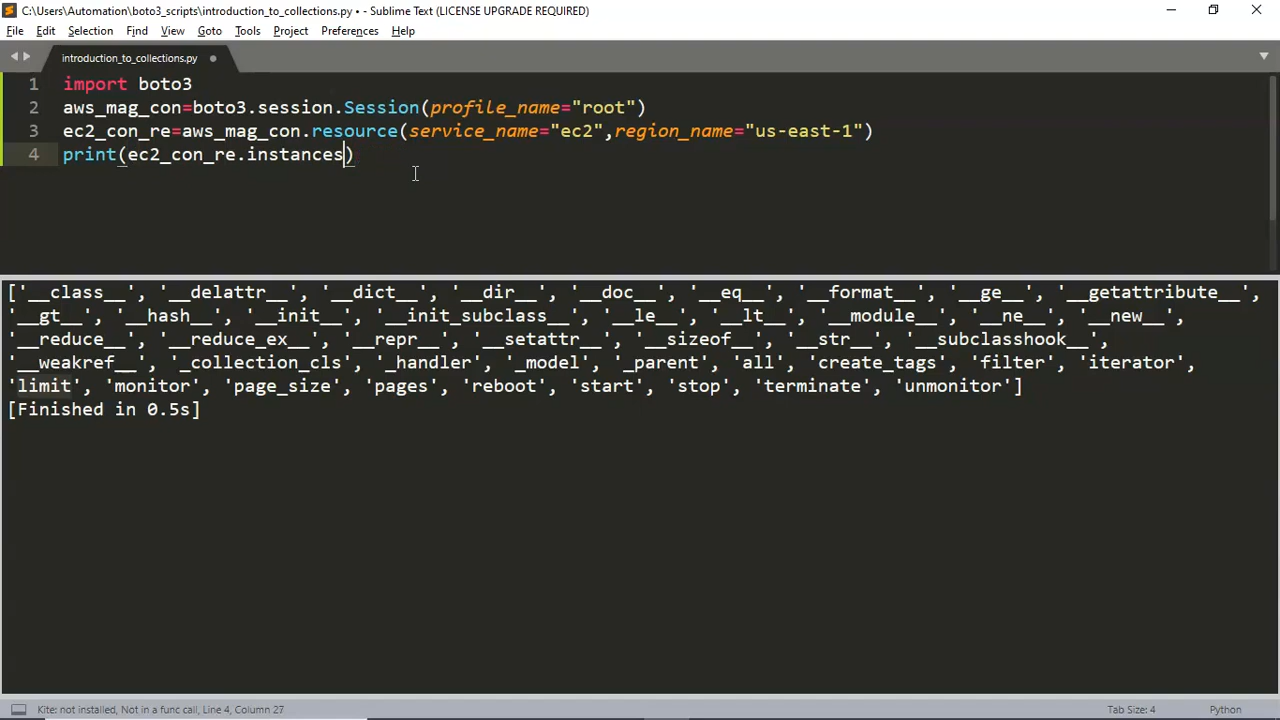 C:\Users\Automation\boto3_scripts\introduction_to_collections.py • - Sublime Text (LICENSE UPGRADE REQUIRED)
File Edit Selection Find View Goto Tools Project Preferences Help
introduction_to_collections.py
1 import boto3
2 aws_mag_con=boto3.session.Session(profile_name="root")
3 ec2_con_re=aws_mag_con.resource(service_name="ec2",region_name="us-east-1")
4 print(ec2_con_re.instances)
['__class__', '__delattr__', '__dict__', '__dir__', '__doc__', '__eq__', '__format__', '__ge__', '__getattribute__',
'__gt__', '__hash__', '__init__', '__init_subclass__', '__le__', '__lt__', '__module__', '__ne__', '__new__',
'__reduce__', '__reduce_ex__', '__repr__', '__setattr__', '__sizeof__', '__str__', '__subclasshook__',
'__weakref__', '_collection_cls', '_handler', '_model', '_parent', 'all', 'create_tags', 'filter', 'iterator',
'limit', 'monitor', 'page_size', 'pages', 'reboot', 'start', 'stop', 'terminate', 'unmonitor']
[Finished in 0.5s]
Kite: not installed, Not in a func call, Line 4, Column 27 Tab Size: 4 Python